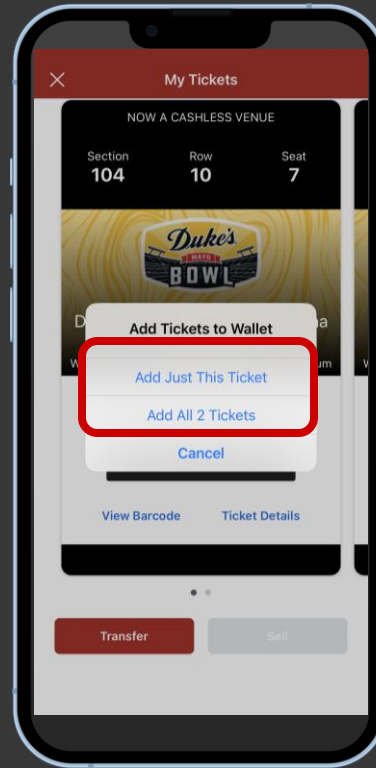 My Tickets
NOW A CASHLESS VENUE
Section Row Seat
104 10 7
Duke's
MAYO
BOWL
Add Tickets to Wallet
Add Just This Ticket
Add All 2 Tickets
Cancel
View Barcode Ticket Details
Transfer Sell